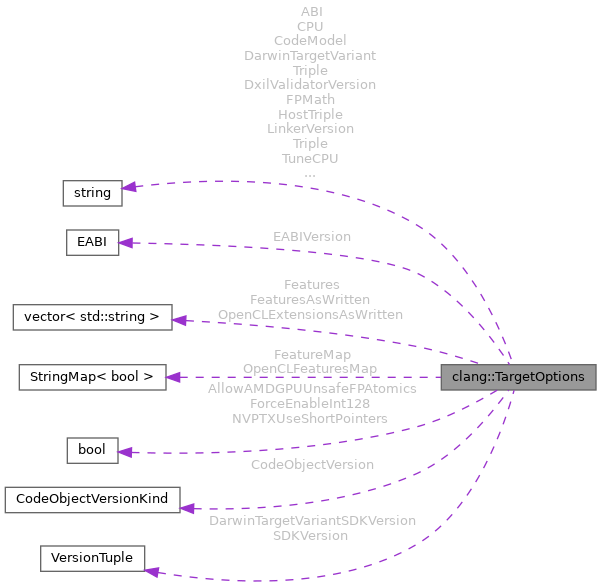 ABI
CPU
CodeModel
DarwinTargetVariant
Triple
DxilValidatorVersion
FPMath
HostTriple
LinkerVersion
Triple
TuneCPU
...
string
EABIVersion
EABI
Features
FeaturesAsWritten
OpenCLExtensionsAsWritten
vector< std::string >
FeatureMap
OpenCLFeaturesMap
StringMap< bool >
clang::TargetOptions
AllowAMDGPUUnsafeFPAtomics
ForceEnableInt128
NVPTXUseShortPointers
bool
CodeObjectVersion
CodeObjectVersionKind
DarwinTargetVariantSDKVersion
SDKVersion
VersionTuple